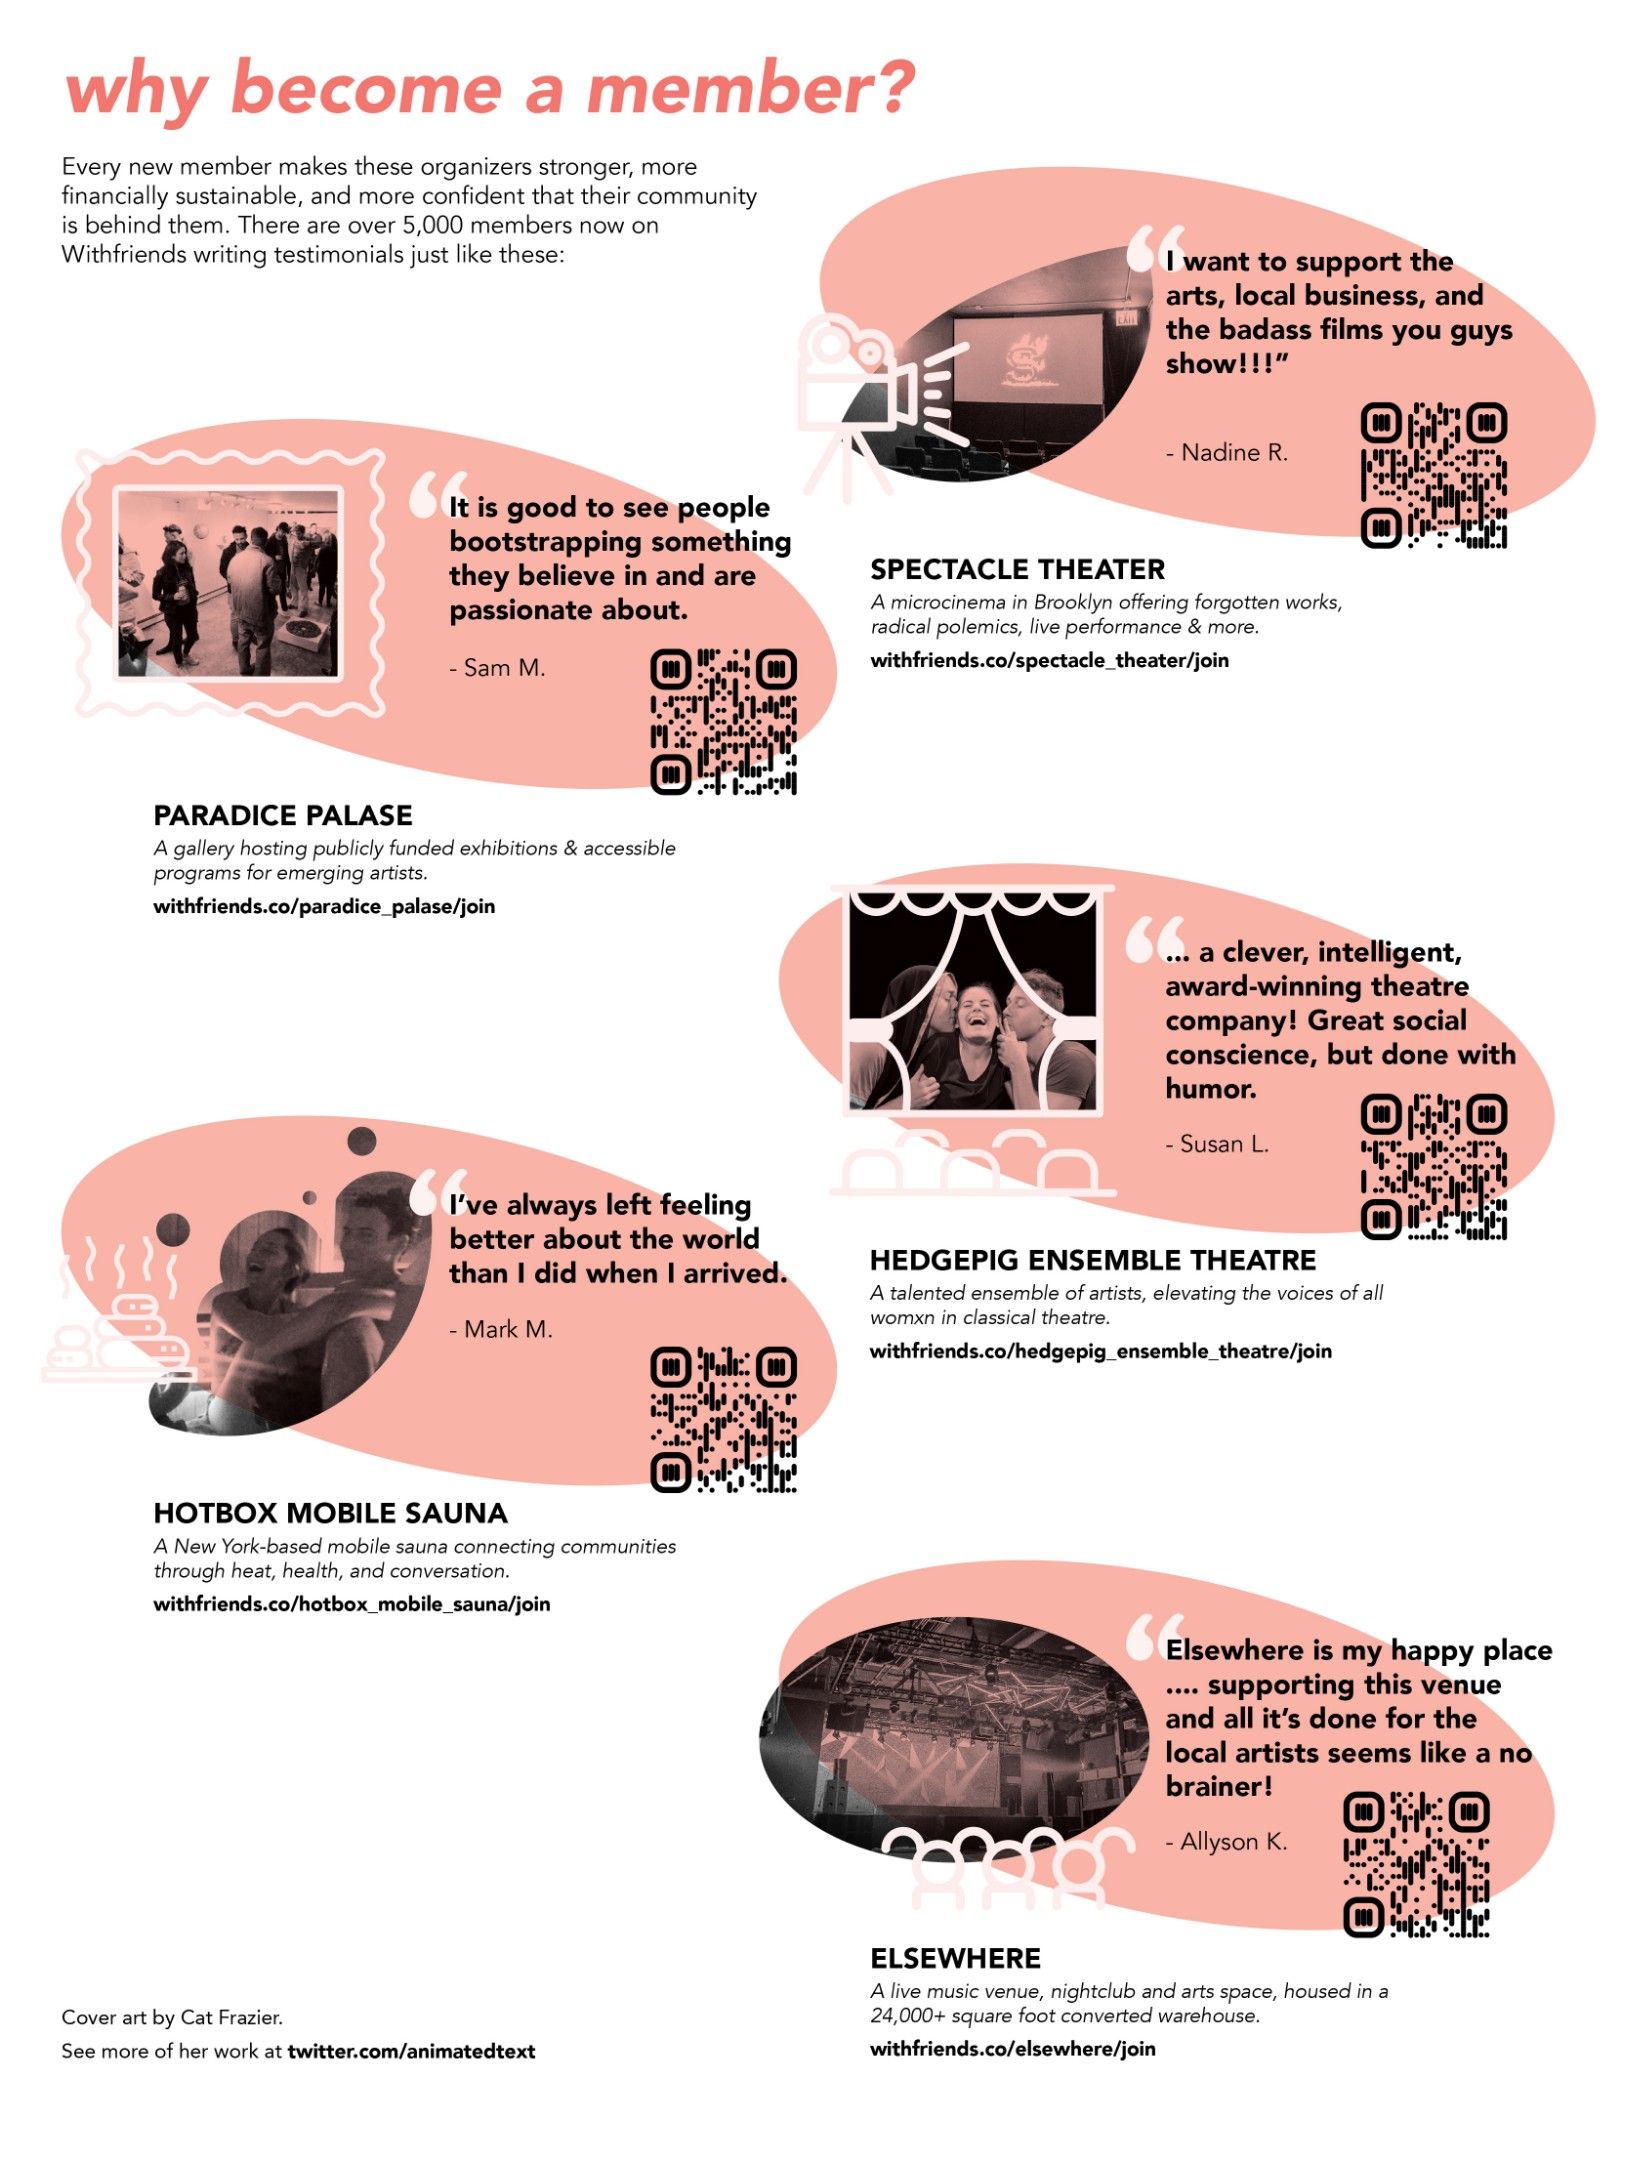 why become a member?
Every new member makes these organizers stronger, more
financially sustainable, and more confident that their community
is behind them. There are over 5,000 members now on
Withfriends writing testimonials just like these:
“I want to support the
arts, local business, and
the badass films you guys
show!!!”
- Nadine R.
EXIT
SPECTACLE THEATER
A microcinema in Brooklyn offering forgotten works,
radical polemics, live performance & more.
withfriends.co/spectacle_theater/join
“It is good to see people
bootstrapping something
they believe in and are
passionate about.
- Sam M.
PARADICE PALASE
A gallery hosting publicly funded exhibitions & accessible
programs for emerging artists.
withfriends.co/paradice_palase/join
“... a clever, intelligent,
award-winning theatre
company! Great social
conscience, but done with
humor.
- Susan L.
HEDGEPIG ENSEMBLE THEATRE
A talented ensemble of artists, elevating the voices of all
womxn in classical theatre.
withfriends.co/hedgepig_ensemble_theatre/join
“I’ve always left feeling
better about the world
than I did when I arrived.
- Mark M.
HOTBOX MOBILE SAUNA
A New York-based mobile sauna connecting communities
through heat, health, and conversation.
withfriends.co/hotbox_mobile_sauna/join
“Elsewhere is my happy place
.... supporting this venue
and all it’s done for the
local artists seems like a no
brainer!
- Allyson K.
ELSEWHERE
A live music venue, nightclub and arts space, housed in a
24,000+ square foot converted warehouse.
withfriends.co/elsewhere/join
Cover art by Cat Frazier.
See more of her work at twitter.com/animatedtext